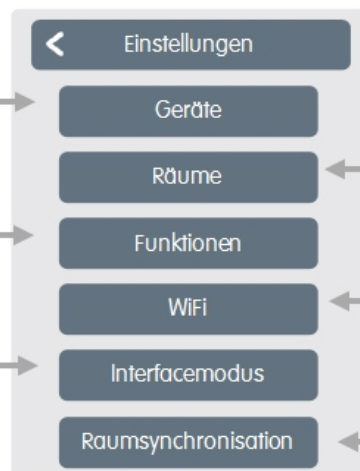 Einstellungen
Geräte
Räume
Funktionen
WiFi
Interfacemodus
Raumsynchronisation